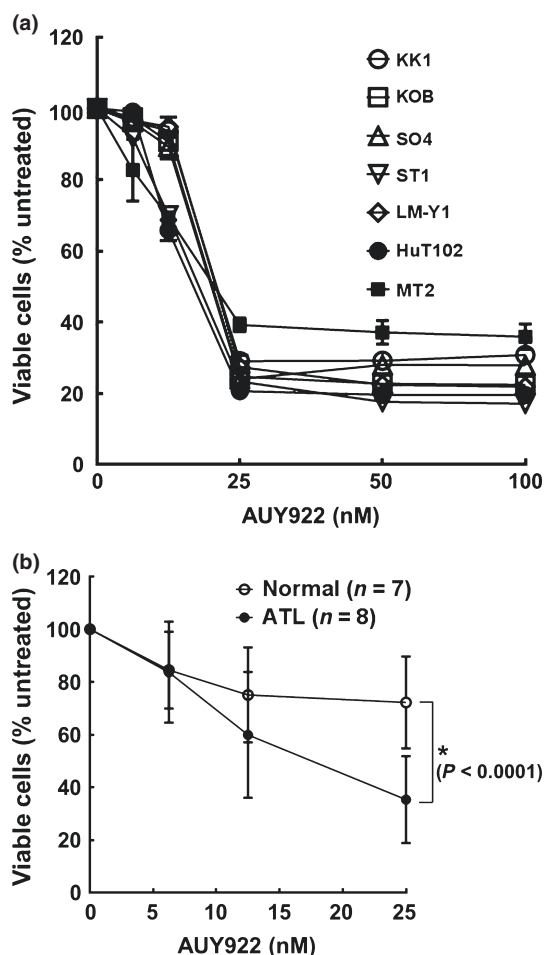 (a)
120
100
80
60
40
20
0
Viable cells (% untreated)
KK1
KOB
SO4
ST1
LM-Y1
HuT102
MT2
0 25 50 100
AUY922 (nM)
(b)
120
100
80
60
40
20
0
Viable cells (% untreated)
Normal (n = 7)
ATL (n = 8)
*
(P < 0.0001)
0 5 10 15 20 25
AUY922 (nM)